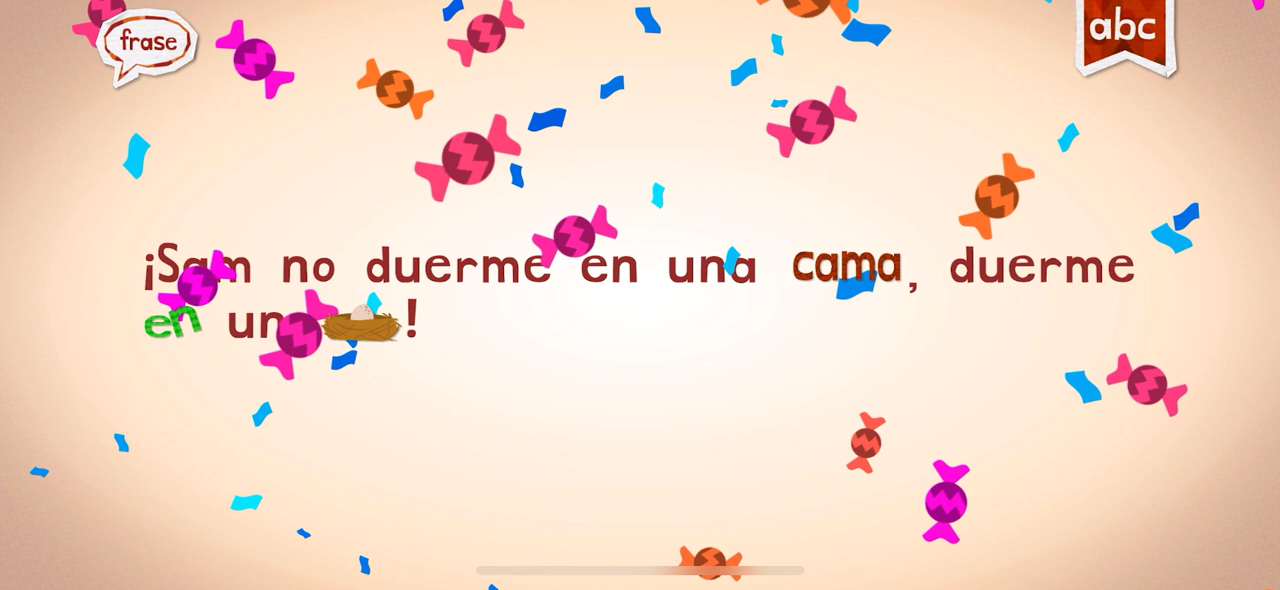 frase
abc
¡Sam no duerme en una cama, duerme
en un !